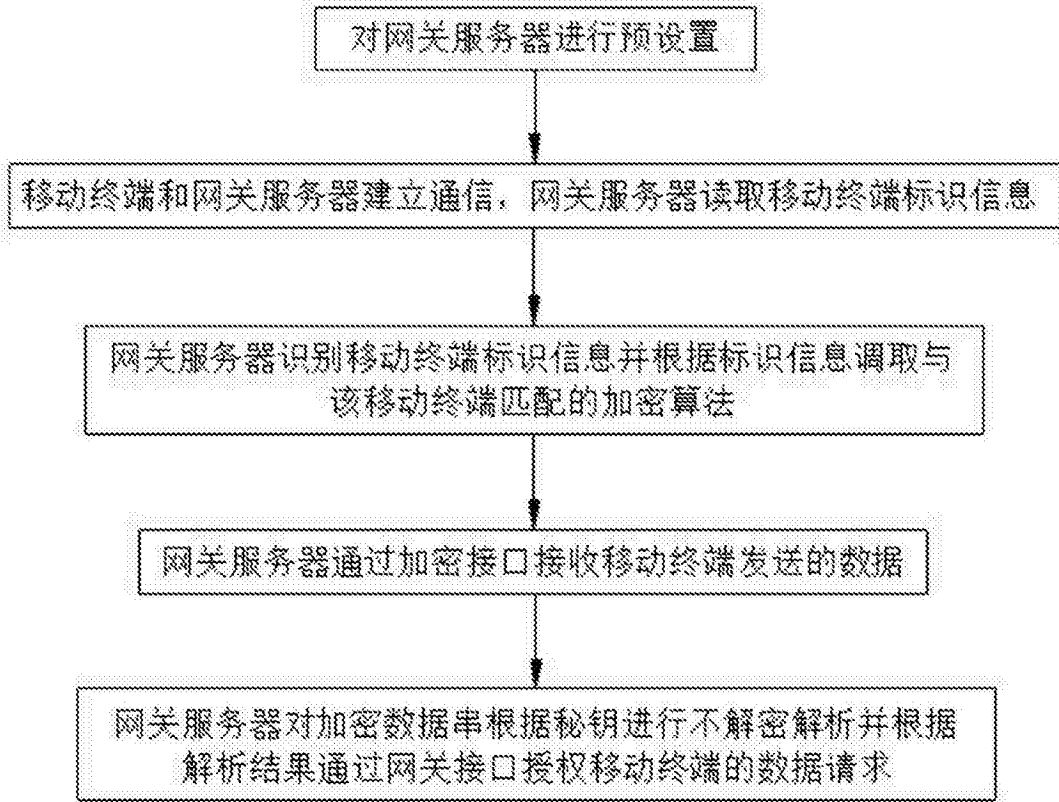 对网关服务器进行预设置
移动终端和网关服务器建立通信，网关服务器读取移动终端标识信息
网关服务器识别移动终端标识信息并根据标识信息调取与
该移动终端匹配的加密算法
网关服务器通过加密接口接收移动终端发送的数据
网关服务器对加密数据串根据秘钥进行不解密解析并根据
解析结果通过网关接口授权移动终端的数据请求